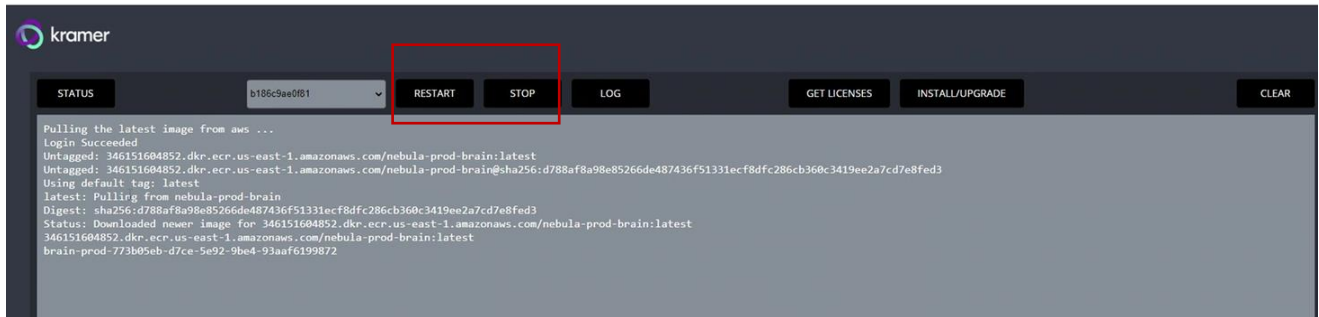 kramer
STATUS b186c9ae0f81 RESTART STOP LOG GET LICENSES INSTALL/UPGRADE CLEAR
Pulling the latest image from aws ...
Login Succeeded
Untagged: 346151604852.dkr.ecr.us-east-1.amazonaws.com/nebula-prod-brain:latest
Untagged: 346151604852.dkr.ecr.us-east-1.amazonaws.com/nebula-prod-brain@sha256:d788af8a98e85266de487436f51331ecf8dfc286cb360c3419ee2a7cd7e8fed3
Using default tag: latest
latest: Pulling from nebula-prod-brain
Digest: sha256:d788af8a98e85266de487436f51331ecf8dfc286cb360c3419ee2a7cd7e8fed3
Status: Downloaded newer image for 346151604852.dkr.ecr.us-east-1.amazonaws.com/nebula-prod-brain:latest
346151604852.dkr.ecr.us-east-1.amazonaws.com/nebula-prod-brain:latest
brain-prod-773b05eb-d7ce-5e92-9be4-93aaf6199872